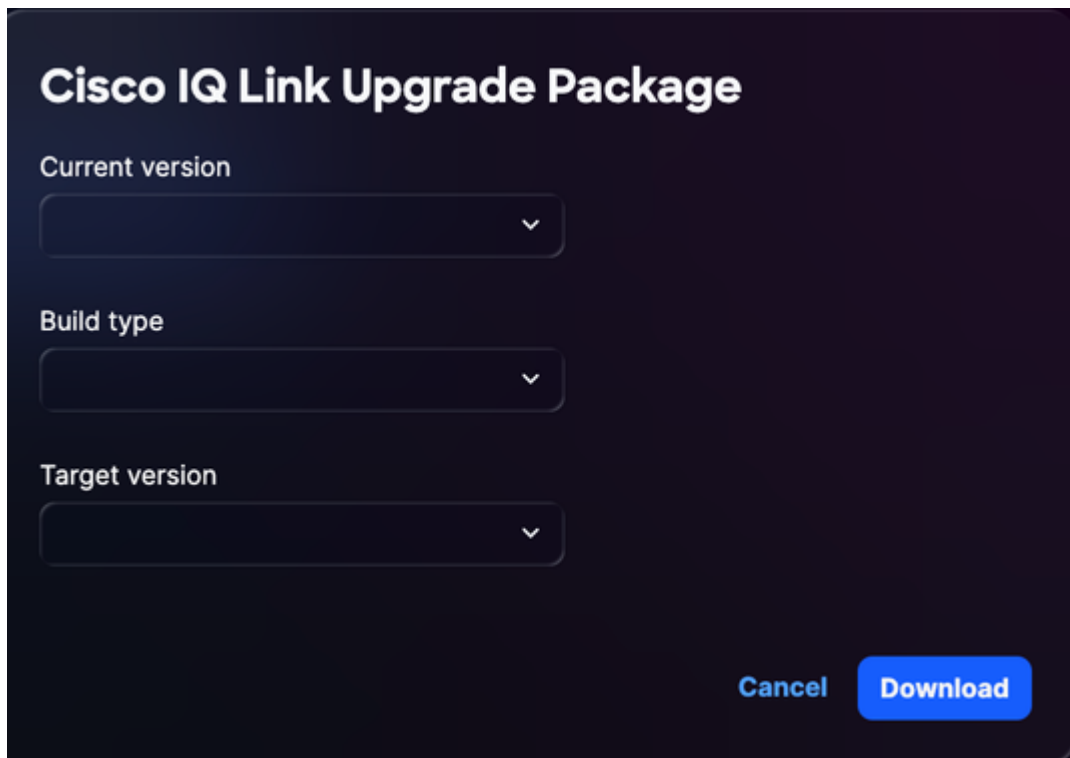 Cisco IQ Link Upgrade Package
Current version
Build type
Target version
Cancel Download